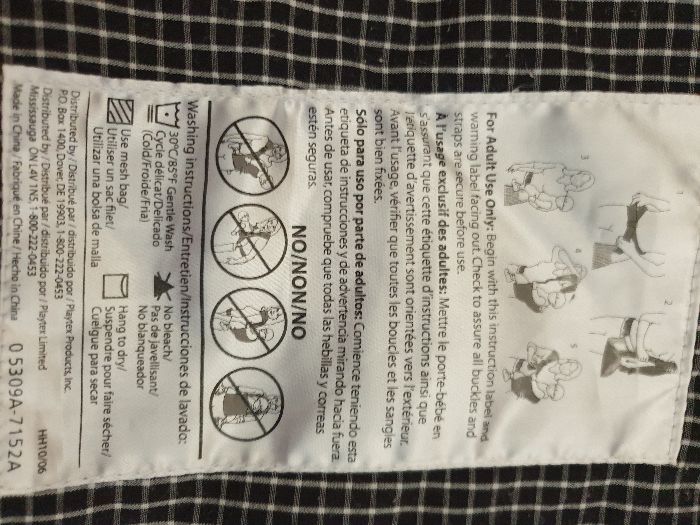 1
2
3
4
5
For Adult Use Only: Begin with this instruction label and
warning label facing out. Check to assure all buckles and
straps are secure before use.
À l'usage exclusif des adultes: Mettre le porte-bébé en
s'assurant que cette étiquette d'instructions ainsi que
l'étiquette d'avertissement sont orientées vers l'extérieur.
Avant l'usage, vérifier que toutes les boucles et les sangles
sont bien fixées.
Sólo para uso por parte de adultos: Comience teniendo esta
etiqueta de instrucciones y de advertencia mirando hacia fuera.
Antes de usar, compruebe que todas las hebillas y correas
estén seguras.
NO/NON/NO
Washing instructions/Entretien/Instrucciones de lavado:
30°C/85°F Gentle Wash
Cycle délicat/Delicado
(Cold/Froide/Fría)
No bleach/
Pas de javellisant/
No blanqueador
Use mesh bag/
Utiliser un sac filet/
Utilizar una bolsa de malla
Hang to dry/
Suspendre pour faire sécher/
Cuelgue para secar
Distributed by / Distribué par / distribuido por / Playtex Products, Inc.
P.O. Box 1400, Dover, DE 19903, 1-800-222-0453
Distributed by / Distribué par / distribuido por / Playtex Limited
Mississauga ON L4V 1N5, 1-800-222-0453
Made in China / Fabriqué en Chine / Hecho in China
HH10/06
0 5309A-7152A